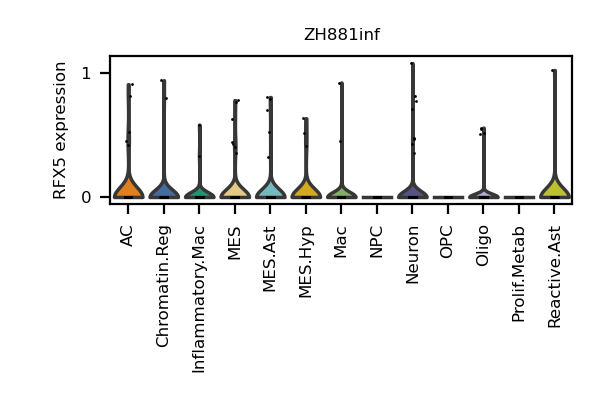 ZH881inf
RFX5 expression
1
0
AC
Chromatin.Reg
Inflammatory.Mac
MES
MES.Ast
MES.Hyp
Mac
NPC
Neuron
OPC
Oligo
Prolif.Metab
Reactive.Ast